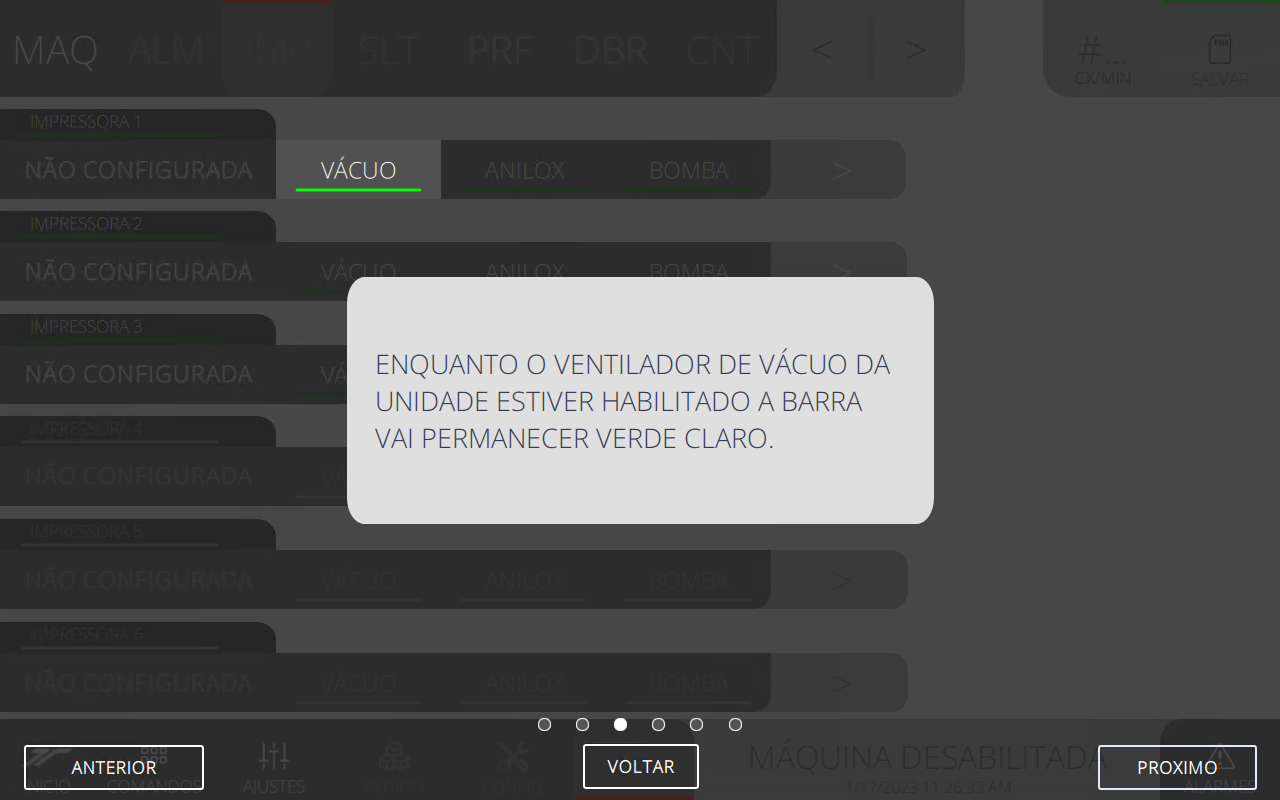 MAQ ALM IMP SLT PRF DBR CNT < > #... CX/MIN SALVAR
IMPRESSORA 1
NÃO CONFIGURADA VÁCUO ANILOX BOMBA >
IMPRESSORA 2
NÃO CONFIGURADA VÁCUO ANILOX BOMBA >
IMPRESSORA 3
NÃO CONFIGURADA VÁ
ENQUANTO O VENTILADOR DE VÁCUO DA
UNIDADE ESTIVER HABILITADO A BARRA
VAI PERMANECER VERDE CLARO.
IMPRESSORA 4
NÃO CONFIGURADA VÁ
IMPRESSORA 5
NÃO CONFIGURADA VÁCUO ANILOX BOMBA >
IMPRESSORA 6
NÃO CONFIGURADA VÁCUO ANILOX BOMBA >
MÁQUINA DESABILITADA
ANTERIOR VOLTAR PROXIMO
INICIO COMANDOS AJUSTES PEDIDO CONFIG 1/17/2023 11:26:33 AM ALARMES